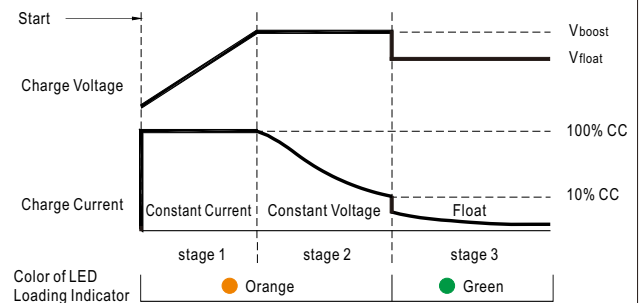 Start
Vboost
Vfloat
Charge Voltage
100% CC
10% CC
Charge Current
Constant Current
Constant Voltage
Float
stage 1
stage 2
stage 3
Color of LED
Loading Indicator
Orange
Green